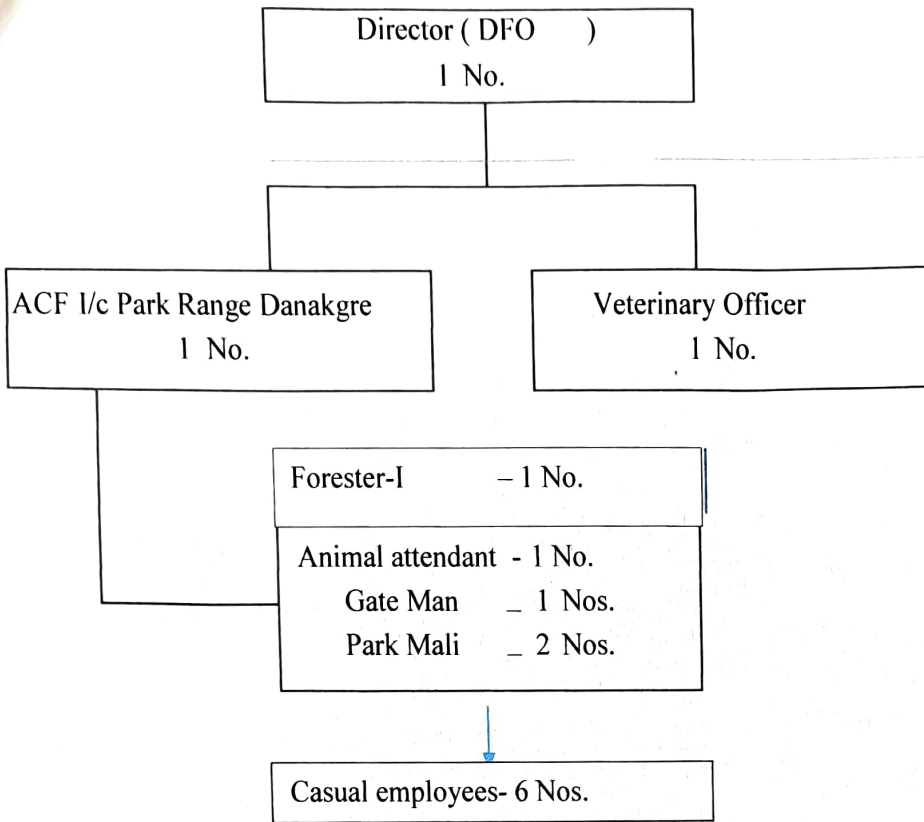 Director ( DFO )
1 No.
ACF I/c Park Range Danakgre
1 No.
Veterinary Officer
1 No.
Forester-I – 1 No.
Animal attendant - 1 No.
Gate Man _ 1 Nos.
Park Mali _ 2 Nos.
Casual employees- 6 Nos.